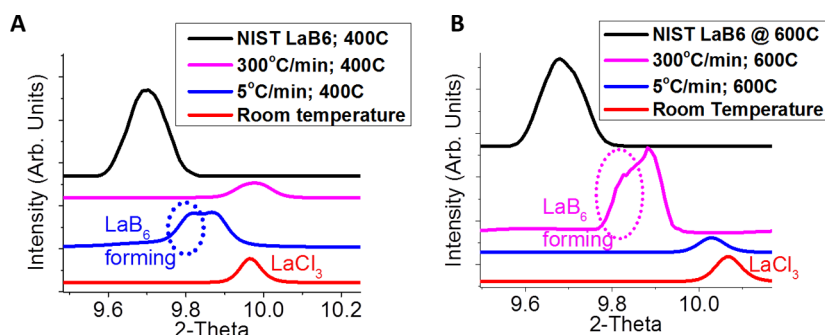 A
NIST LaB6; 400C
300°C/min; 400C
5°C/min; 400C
Room temperature
Intensity (Arb. Units)
LaB6
forming
LaCl3
9.6 9.8 10.0 10.2
2-Theta
B
NIST LaB6 @ 600C
300°C/min; 600C
5°C/min; 600C
Room Temperature
Intensity (Arb. Units)
LaB6
forming
LaCl3
9.6 9.8 10.0
2-Theta